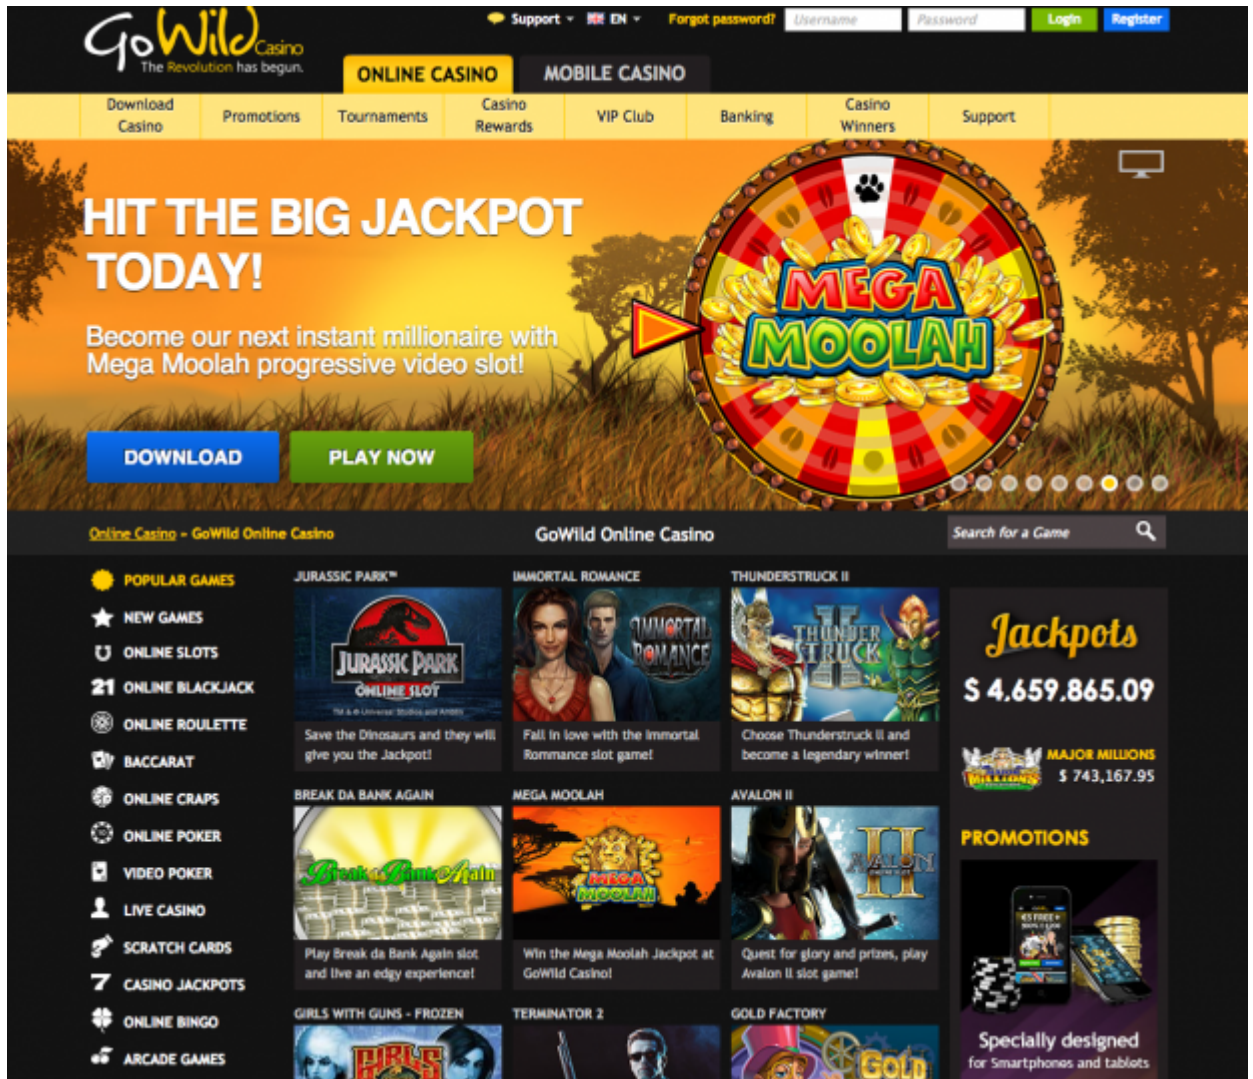 GoWild Casino
The Revolution has begun.
Support EN Forgot password? Username Password Login Register
ONLINE CASINO MOBILE CASINO
Download Casino
Promotions
Tournaments
Casino Rewards
VIP Club
Banking
Casino Winners
Support
HIT THE BIG JACKPOT
TODAY!
Become our next instant millionaire with
Mega Moolah progressive video slot!
DOWNLOAD PLAY NOW
MEGA
MOOLAH
Online Casino - GoWild Online Casino
GoWild Online Casino
Search for a Game
POPULAR GAMES
NEW GAMES
ONLINE SLOTS
21 ONLINE BLACKJACK
ONLINE ROULETTE
BACCARAT
ONLINE CRAPS
ONLINE POKER
VIDEO POKER
LIVE CASINO
SCRATCH CARDS
7 CASINO JACKPOTS
ONLINE BINGO
ARCADE GAMES
JURASSIC PARK™
JURASSIC PARK
ONLINE SLOT
Save the Dinosaurs and they will
give you the Jackpot!
IMMORTAL ROMANCE
IMMORTAL
ROMANCE
Fall in love with the Immortal
Rommance slot game!
THUNDERSTRUCK II
THUNDER
STRUCK
II
Choose Thunderstruck II and
become a legendary winner!
BREAK DA BANK AGAIN
Break da Bank Again
Play Break da Bank Again slot
and live an edgy experience!
MEGA MOOLAH
MEGA
MOOLAH
Win the Mega Moolah Jackpot at
GoWild Casino!
AVALON II
AVALON
II
Quest for glory and prizes, play
Avalon II slot game!
GIRLS WITH GUNS - FROZEN
GIRLS
TERMINATOR 2
GOLD FACTORY
GOLD
Jackpots
$ 4,659,865.09
MILLIONS
MAJOR MILLIONS
$ 743,167.95
PROMOTIONS
€5 FREE +
Specially designed
for Smartphones and tablets